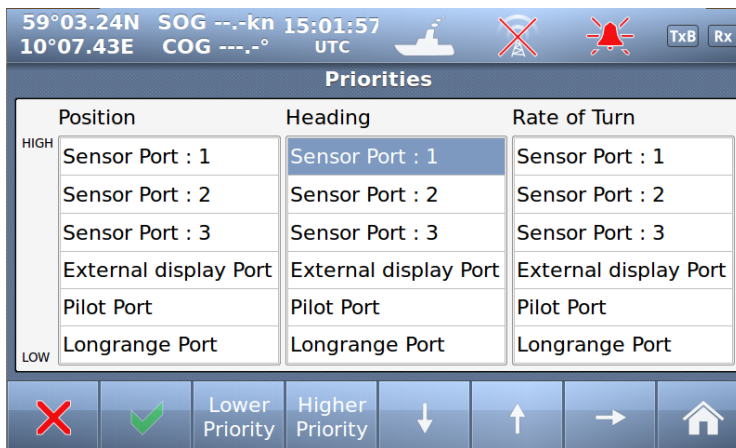 59°03.24N SOG --.-kn 15:01:57
10°07.43E COG ---.-° UTC
TxB Rx
Priorities
Position Heading Rate of Turn
HIGH
Sensor Port : 1 Sensor Port : 1 Sensor Port : 1
Sensor Port : 2 Sensor Port : 2 Sensor Port : 2
Sensor Port : 3 Sensor Port : 3 Sensor Port : 3
External display Port External display Port External display Port
Pilot Port Pilot Port Pilot Port
Longrange Port Longrange Port Longrange Port
LOW
Lower Higher
Priority Priority